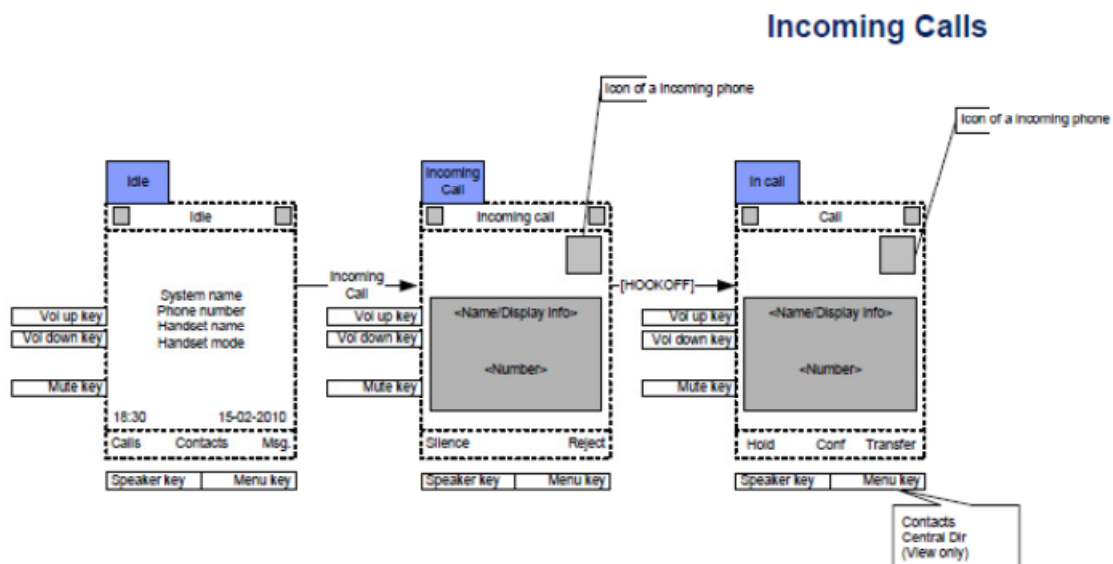 Incoming Calls
Icon of a Incoming phone
Icon of a Incoming phone
Idle
Idle
System name
Phone number
Handset name
Handset mode
Vol up key
Vol down key
Mute key
18:30 15-02-2010
Calls Contacts Msg.
Speaker key Menu key
Incoming
Call
Incoming
Call
Incoming call
Vol up key
Vol down key
Mute key
<Name/Display Info>
<Number>
Silence Reject
Speaker key Menu key
[HOOKOFF]
In call
Call
Vol up key
Vol down key
Mute key
<Name/Display Info>
<Number>
Hold Conf Transfer
Speaker key Menu key
Contacts
Central Dir
(View only)